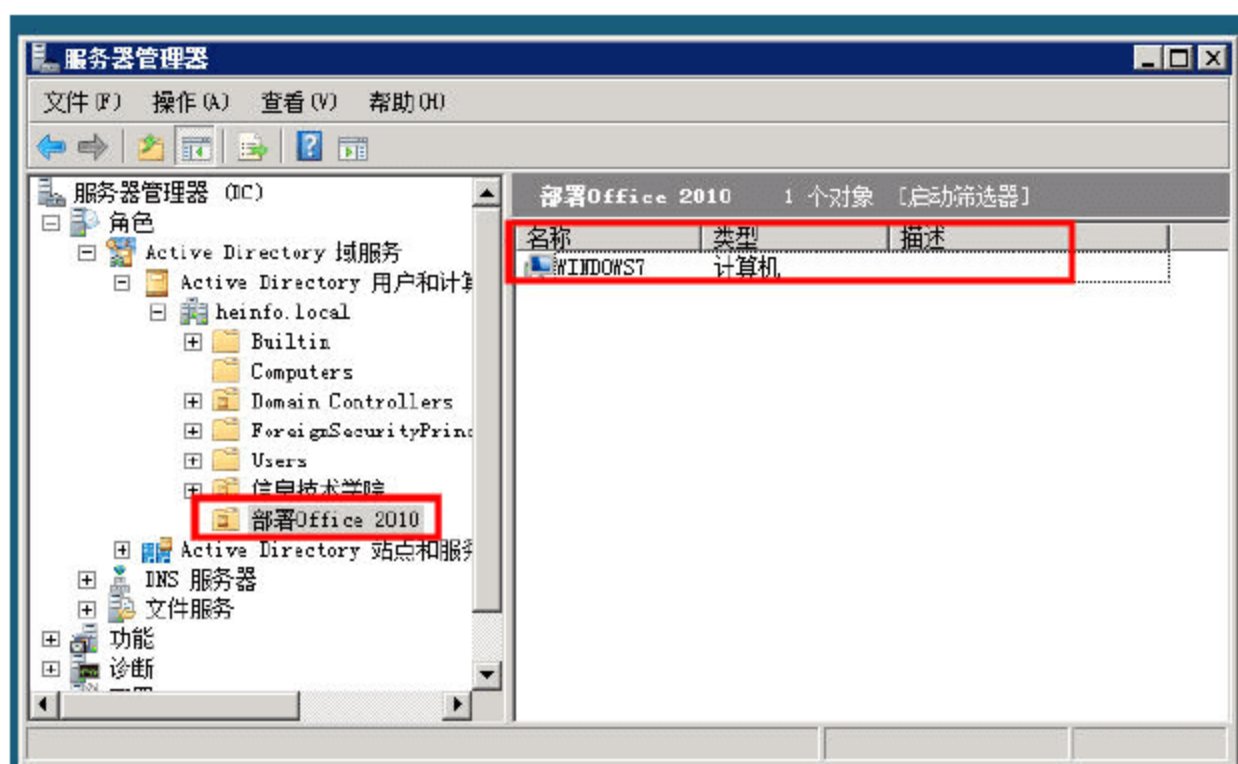 服务器管理器
文件(F) 操作(A) 查看(V) 帮助(H)
服务器管理器 (DC)
角色
Active Directory 域服务
Active Directory 用户和计算
heinfo.local
Builtin
Computers
Domain Controllers
ForeignSecurityPrinc
Users
信息技术学院
部署Office 2010
Active Directory 站点和服务
DNS 服务器
文件服务
功能
诊断
部署Office 2010 1 个对象 [启动筛选器]
名称 类型 描述
WINDOWS7 计算机